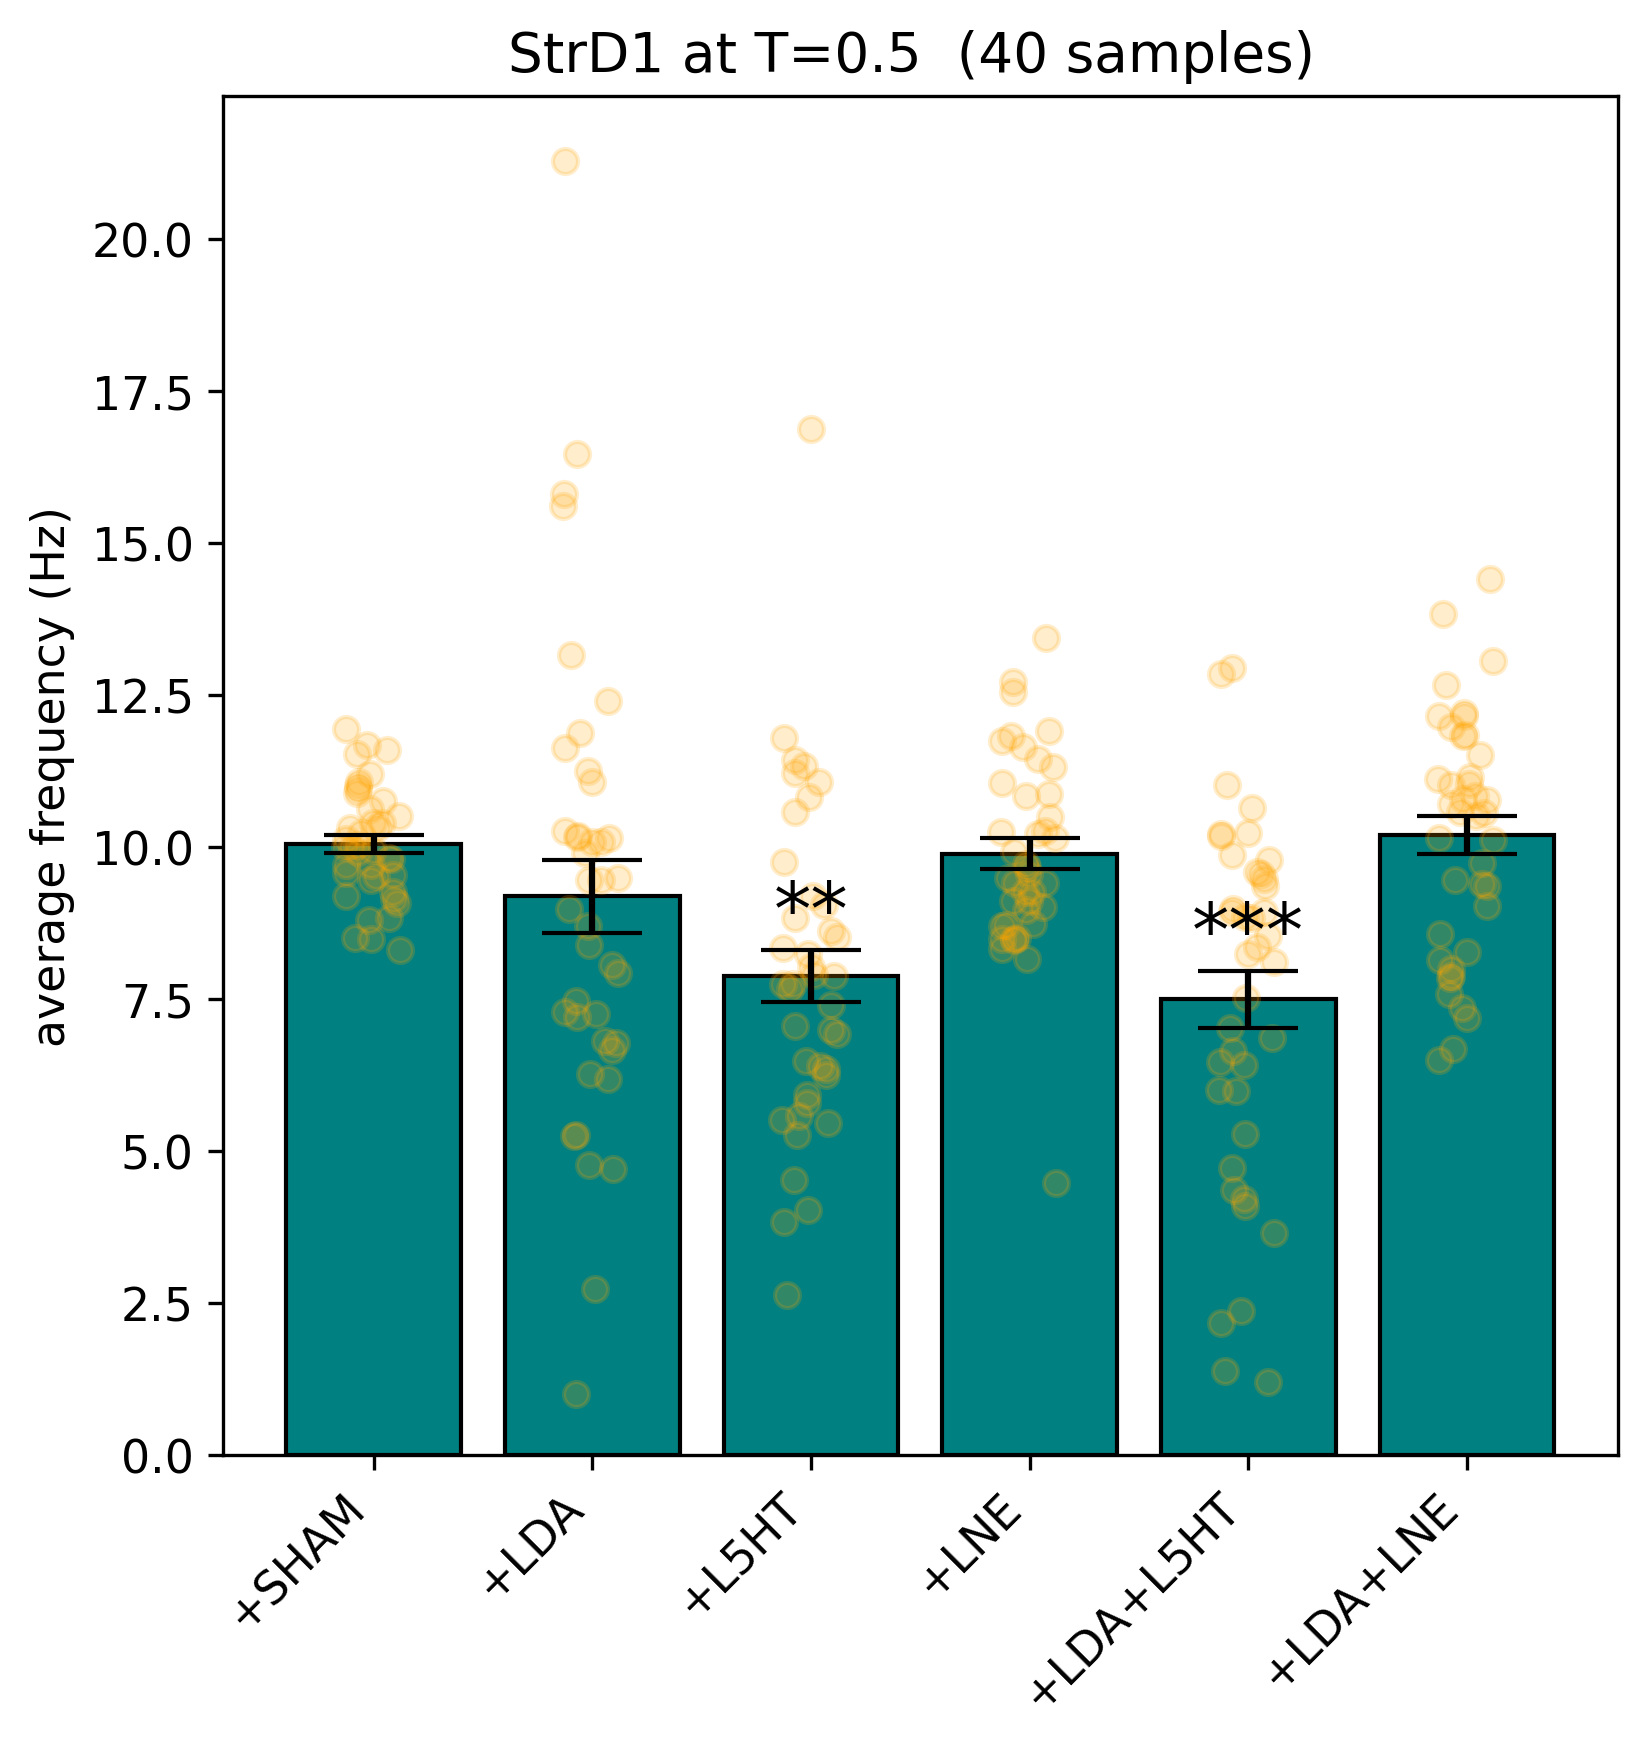 StrD1 at T=0.5  (40 samples)
average frequency (Hz)
20.0
17.5
15.0
12.5
10.0
7.5
5.0
2.5
0.0
**
***
+SHAM
+LDA
+L5HT
+LNE
+LDA+L5HT
+LDA+LNE